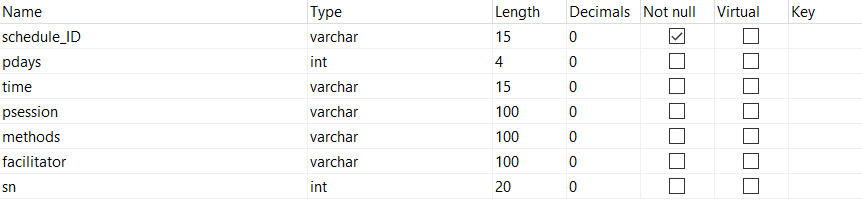 Name Type Length Decimals Not null Virtual Key
schedule_ID varchar 15 0
pdays int 4 0
time varchar 15 0
psession varchar 100 0
methods varchar 100 0
facilitator varchar 100 0
sn int 20 0